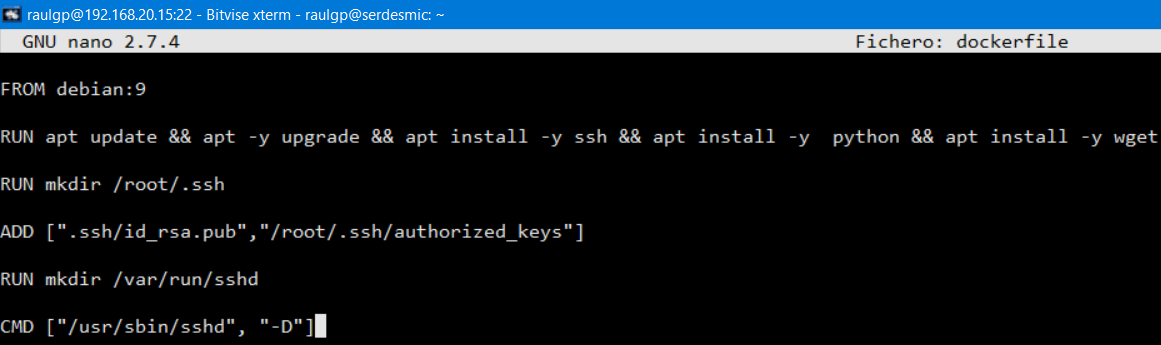 raulgp@192.168.20.15:22 - Bitvise xterm - raulgp@serdesmic: ~
GNU nano 2.7.4 Fichero: dockerfile
FROM debian:9
RUN apt update && apt -y upgrade && apt install -y ssh && apt install -y  python && apt install -y wget
RUN mkdir /root/.ssh
ADD [".ssh/id_rsa.pub","/root/.ssh/authorized_keys"]
RUN mkdir /var/run/sshd
CMD ["/usr/sbin/sshd", "-D"]